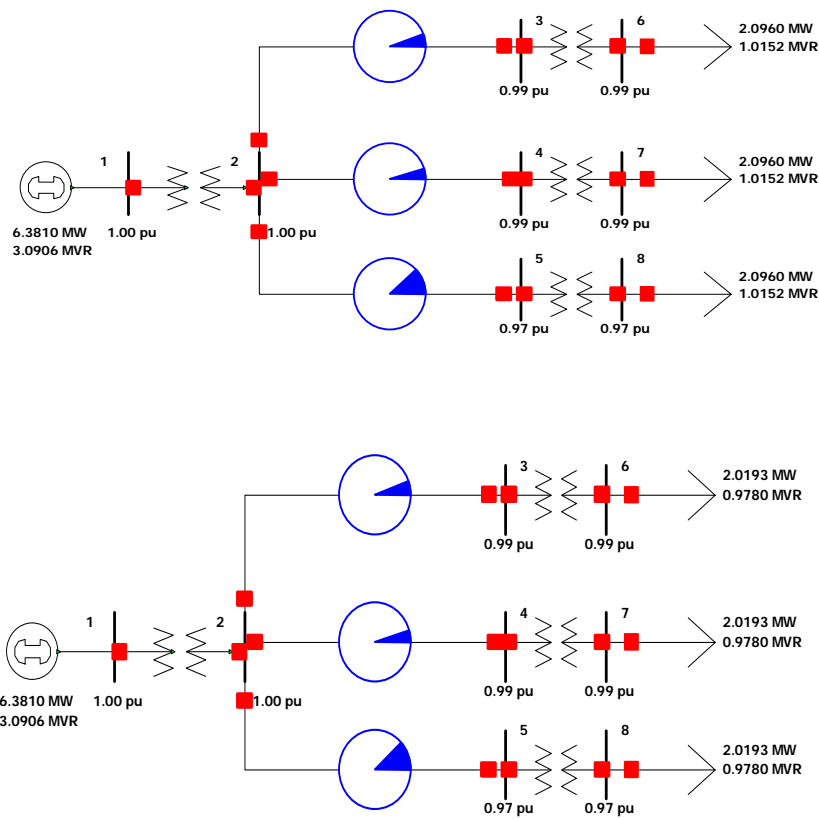 3
6
2.0960 MW
1.0152 MVR
0.99 pu
0.99 pu
1
2
4
7
2.0960 MW
1.0152 MVR
0.99 pu
0.99 pu
6.3810 MW
3.0906 MVR
1.00 pu
1.00 pu
5
8
2.0960 MW
1.0152 MVR
0.97 pu
0.97 pu
3
6
2.0193 MW
0.9780 MVR
0.99 pu
0.99 pu
1
2
4
7
2.0193 MW
0.9780 MVR
0.99 pu
0.99 pu
6.3810 MW
3.0906 MVR
1.00 pu
1.00 pu
5
8
2.0193 MW
0.9780 MVR
0.97 pu
0.97 pu